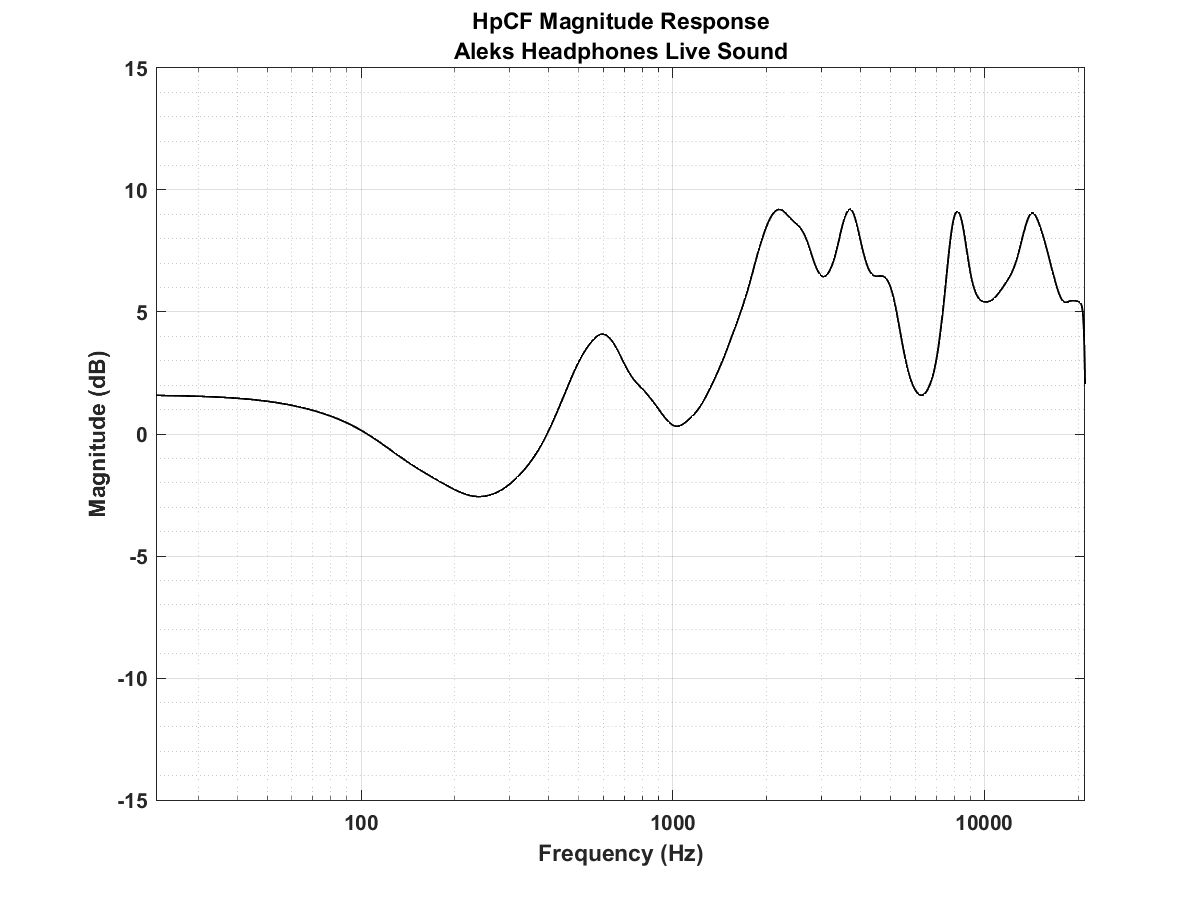 HpCF Magnitude Response
Aleks Headphones Live Sound
15
10
5
0
-5
-10
-15
Magnitude (dB)
100
1000
10000
Frequency (Hz)